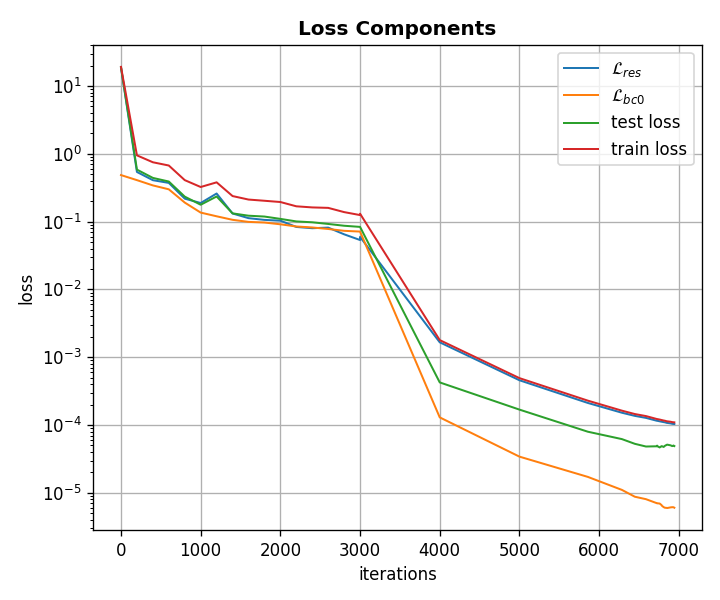 Loss Components
10¹
10⁰
10⁻¹
10⁻²
10⁻³
10⁻⁴
10⁻⁵
loss
ℒ_res
ℒ_bc0
test loss
train loss
0 1000 2000 3000 4000 5000 6000 7000
iterations